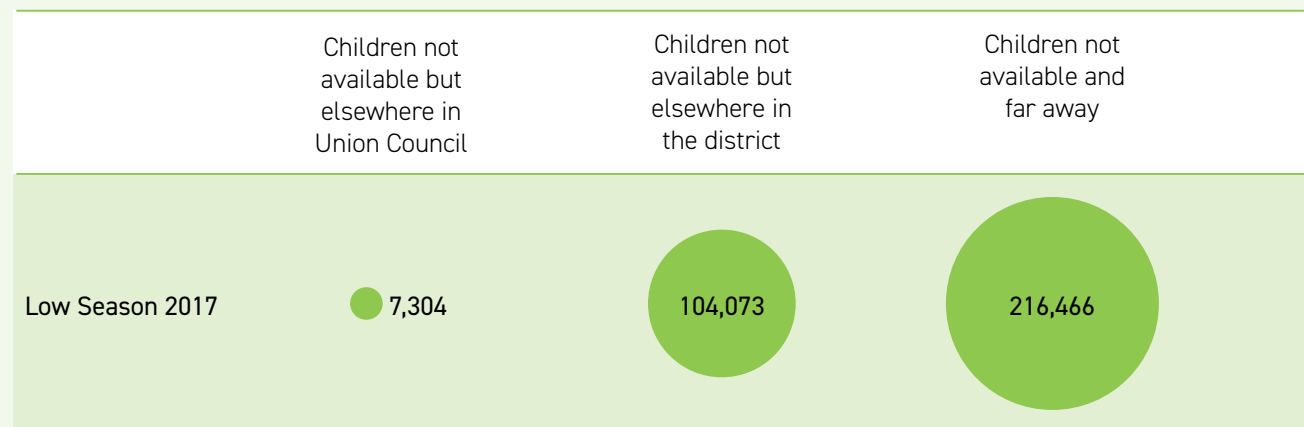 Children not
available but
elsewhere in
Union Council
Children not
available but
elsewhere in
the district
Children not
available and
far away
Low Season 2017
7,304
104,073
216,466